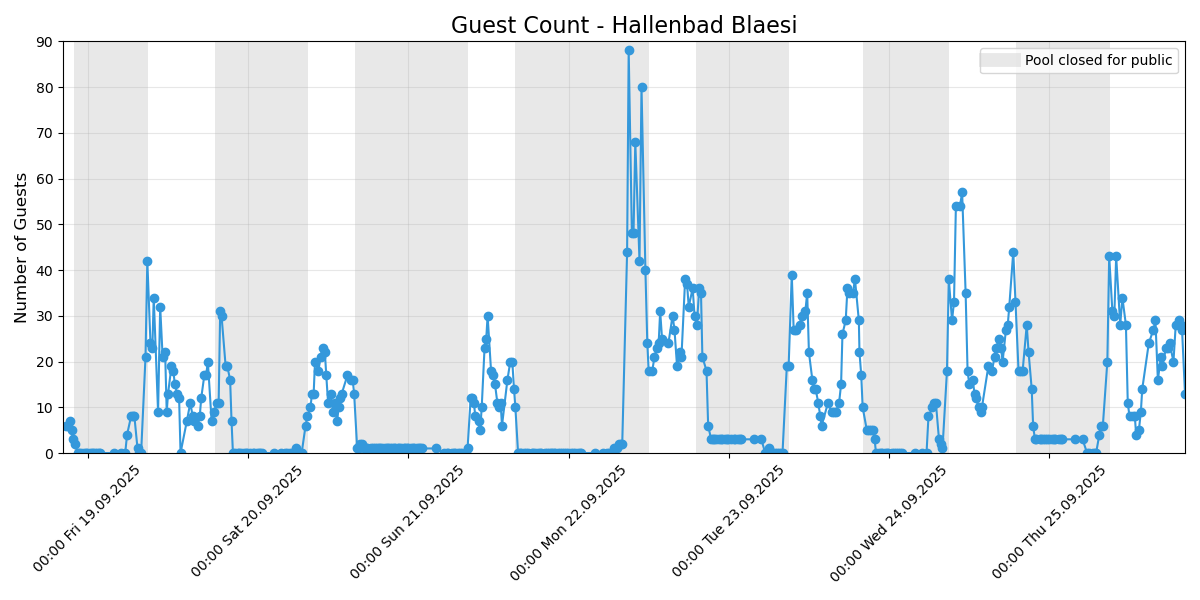 Guest Count - Hallenbad Blaesi
Pool closed for public
Number of Guests
90
80
70
60
50
40
30
20
10
0
00:00 Fri 19.09.2025
00:00 Sat 20.09.2025
00:00 Sun 21.09.2025
00:00 Mon 22.09.2025
00:00 Tue 23.09.2025
00:00 Wed 24.09.2025
00:00 Thu 25.09.2025